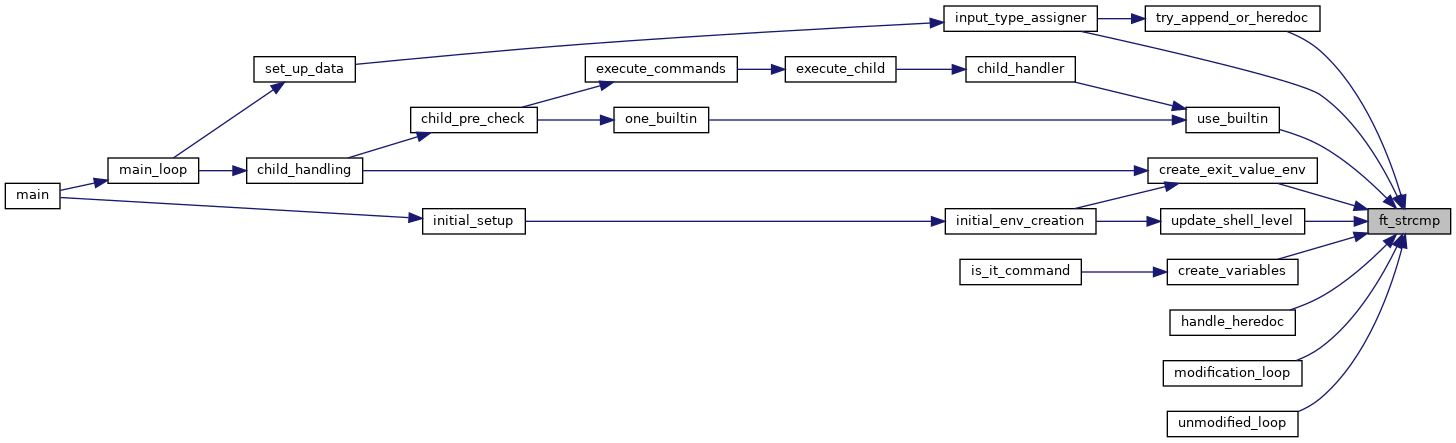 input_type_assigner
try_append_or_heredoc
set_up_data
execute_commands
execute_child
child_handler
child_pre_check
one_builtin
use_builtin
main_loop
child_handling
create_exit_value_env
main
initial_setup
initial_env_creation
update_shell_level
ft_strcmp
is_it_command
create_variables
handle_heredoc
modification_loop
unmodified_loop